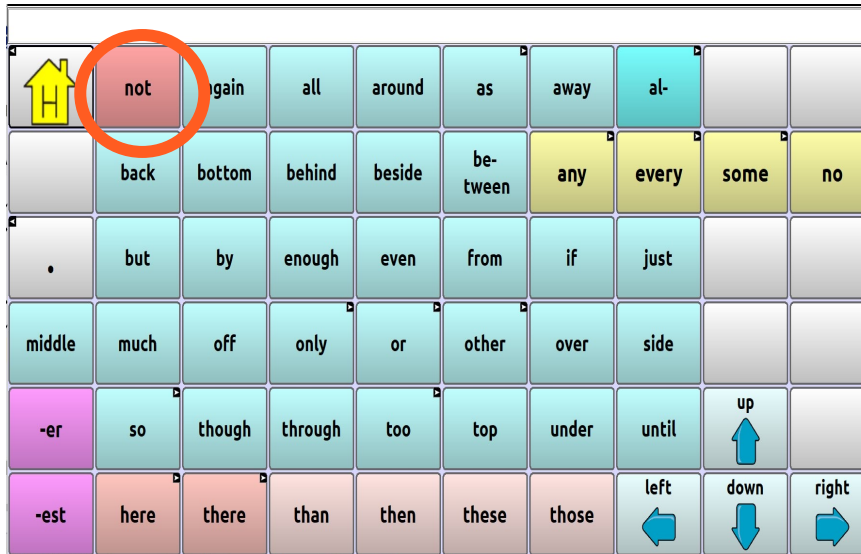 H not again all around as away al-
back bottom behind beside be-
tween any every some no
. but by enough even from if just
middle much off only or other over side
-er so though through too top under until up
-est here there than then these those left down right